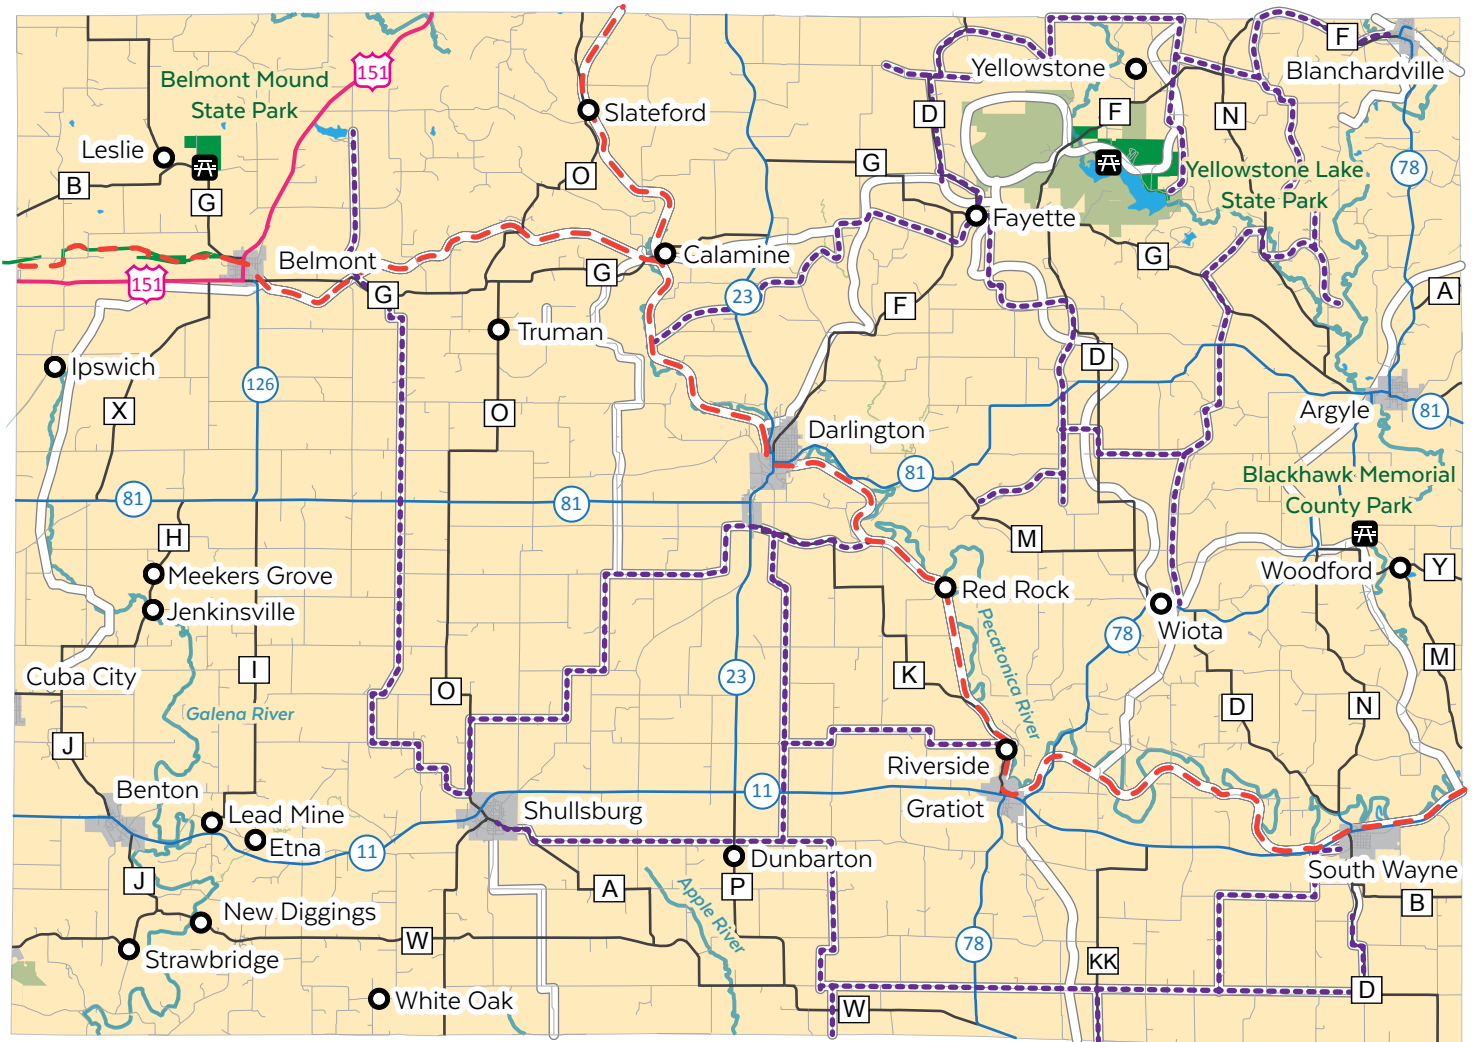 F
Blanchardville
151
Yellowstone
Belmont Mound
State Park
Slateford
D
F
N
Leslie
G
78
B
O
Yellowstone Lake
State Park
G
Fayette
Belmont
Calamine
G
G
151
G
23
A
F
Truman
Ipswich
D
126
X
O
Argyle
81
Darlington
81
Blackhawk Memorial
County Park
81
81
H
M
Woodford
Y
Meekers Grove
Red Rock
Jenkinsville
Wiota
78
Pecatonica River
M
Cuba City
I
23
K
O
D
N
Galena River
J
Riverside
Benton
11
Shullsburg
Gratiot
Lead Mine
Etna
11
Dunbarton
South Wayne
J
A
P
B
New Diggings
Apple River
W
78
Strawbridge
KK
D
White Oak
W